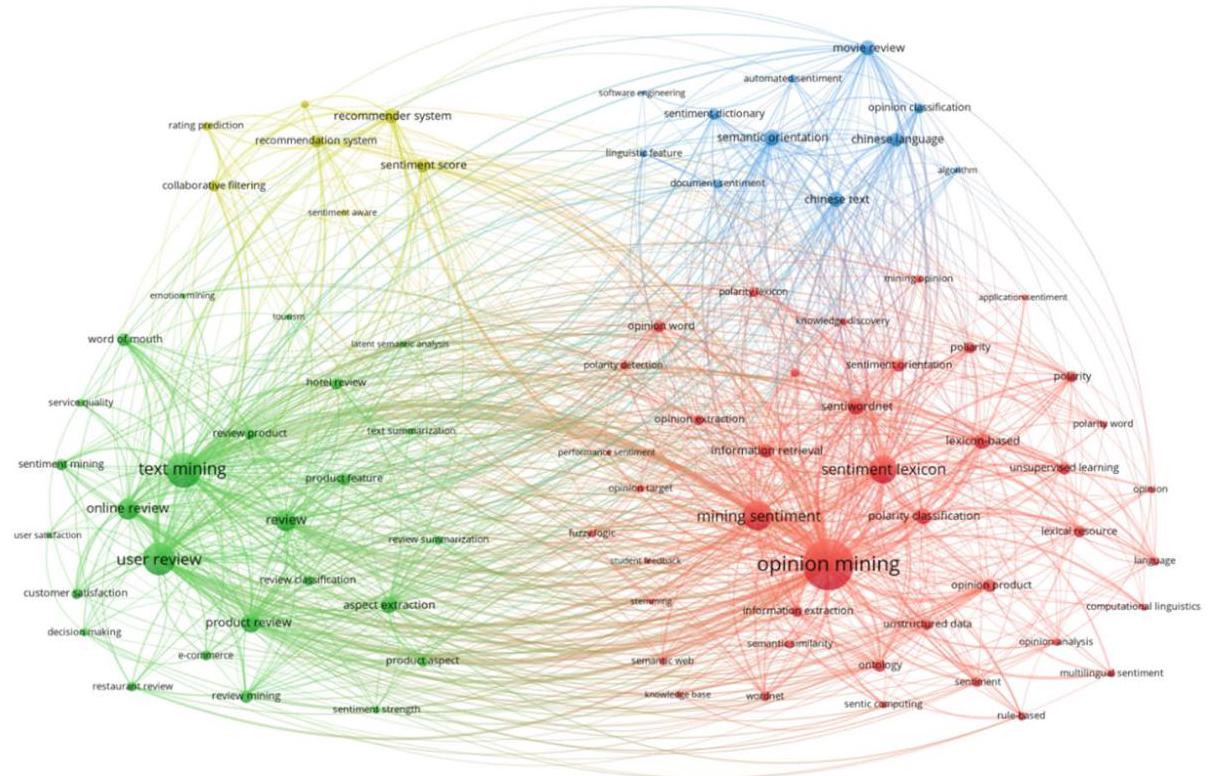 movie review
automated sentiment
software engineering
opinion classification
sentiment dictionary
recommender system
rating prediction
semantic orientation
chinese language
recommendation system
linguistic feature
sentiment score
algorithm
document sentiment
collaborative filtering
chinese text
sentiment aware
mining opinion
polarity lexicon
emotion mining
application sentiment
tourism
knowledge discovery
opinion word
word of mouth
latent semantic analysis
poliarity
polarity detection
sentiment orientation
polarity
hotel review
service quality
sentiwordnet
opinion extraction
polarity word
review product
text summarization
lexicon-based
information retrieval
performance sentiment
sentiment mining
text mining
sentiment lexicon
unsupervised learning
product feature
opinion target
opinion
online review
mining sentiment
polarity classification
review
lexical resource
fuzzy logic
user satisfaction
review summarization
user review
student feedback
opinion mining
language
review classification
opinion product
customer satisfaction
stemming
aspect extraction
information extraction
computational linguistics
product review
unstructured data
decision making
semantic similarity
opinion analysis
e-commerce
product aspect
semantic web
ontology
multilingual sentiment
sentiment
restaurant review
review mining
knowledge base
wordnet
sentic computing
sentiment strength
rule-based